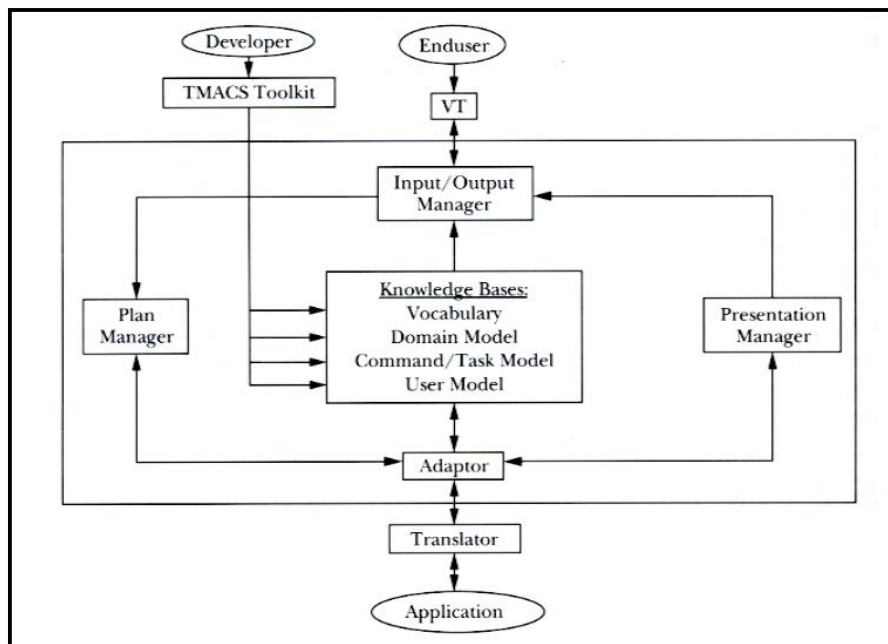 Developer
Enduser
TMACS Toolkit
VT
Input/Output
Manager
Knowledge Bases:
Vocabulary
Domain Model
Command/Task Model
User Model
Plan
Manager
Presentation
Manager
Adaptor
Translator
Application